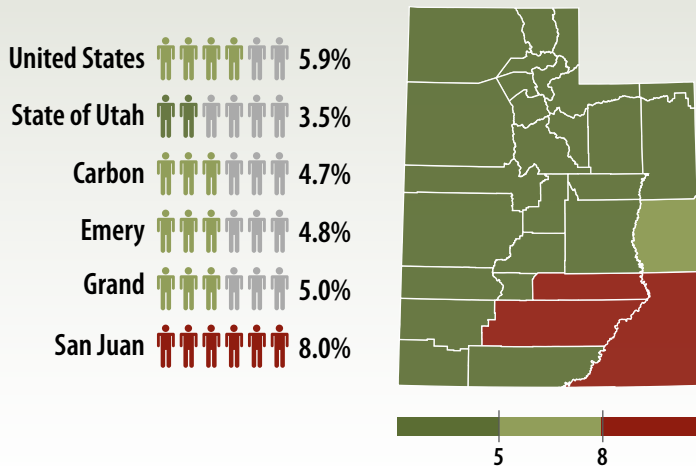 United States 5.9%
State of Utah 3.5%
Carbon 4.7%
Emery 4.8%
Grand 5.0%
San Juan 8.0%
5 8